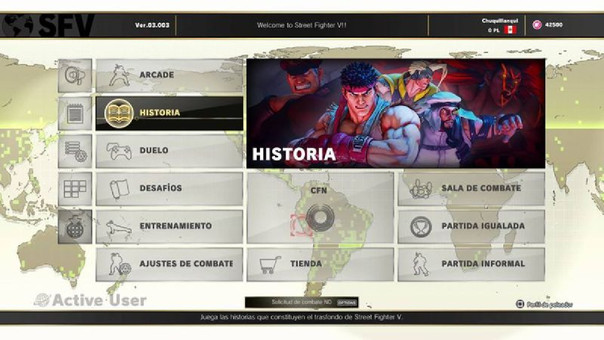 SFV
Ver.03.003
Welcome to Street Fighter V!!
Chuquillanqui
0 PL
42580
ARCADE
HISTORIA
DUELO
DESAFÍOS
ENTRENAMIENTO
AJUSTES DE COMBATE
HISTORIA
CFN
TIENDA
SALA DE COMBATE
PARTIDA IGUALADA
PARTIDA INFORMAL
Active User
Solicitud de combate NO OPTIONS
Perfil de peleador
Juega las historias que constituyen el trasfondo de Street Fighter V.